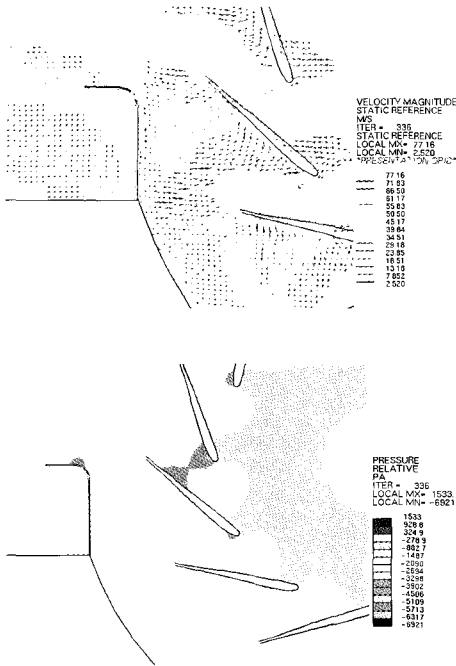 VELOCITY MAGNITUDE
STATIC REFERENCE
M/S
ITER = 336
STATIC REFERENCE
LOCAL MX= 77.16
LOCAL MN= 2.520
"PRESENTATION GRID"
77.16
71.83
66.50
61.17
55.83
50.50
45.17
39.84
34.51
29.18
23.85
18.51
13.18
7.852
2.520
PRESSURE
RELATIVE
PA
ITER = 336
LOCAL MX= 1533.
LOCAL MN= -6921
1533
928.8
324.9
-278.9
-882.7
-1487
-2090
-2694
-3298
-3902
-4506
-5109
-5713
-6317
-6921